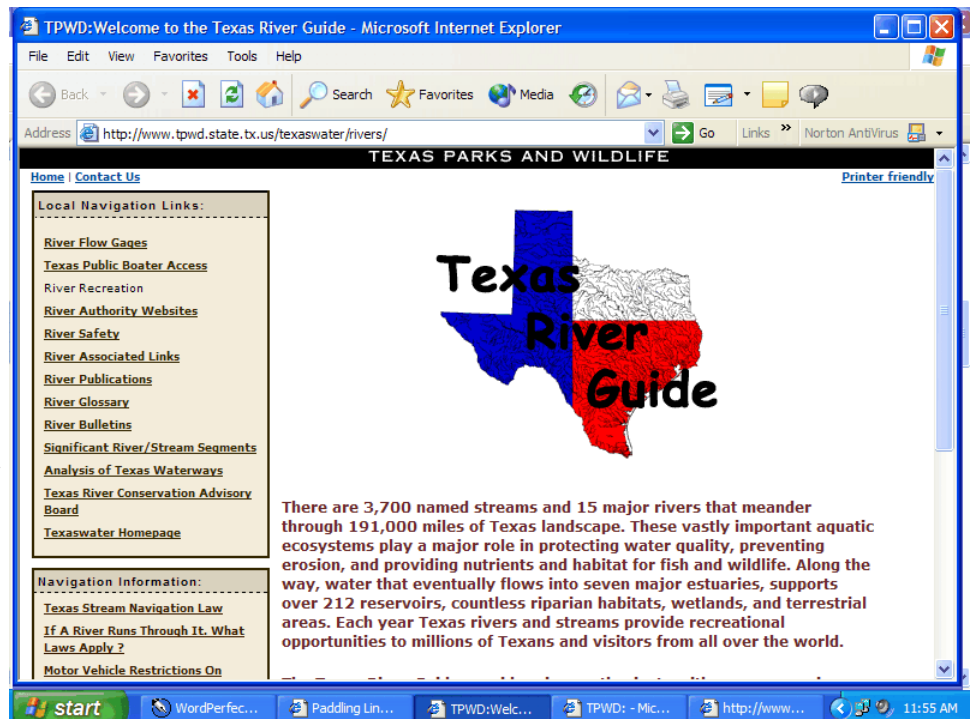 TPWD:Welcome to the Texas River Guide - Microsoft Internet Explorer
File Edit View Favorites Tools Help
Back Search Favorites Media
Address http://www.tpwd.state.tx.us/texaswater/rivers/ Go Links » Norton AntiVirus
TEXAS PARKS AND WILDLIFE
Home | Contact Us
Printer friendly
Local Navigation Links:
River Flow Gages
Texas Public Boater Access
River Recreation
River Authority Websites
River Safety
River Associated Links
River Publications
River Glossary
River Bulletins
Significant River/Stream Segments
Analysis of Texas Waterways
Texas River Conservation Advisory
Board
Texaswater Homepage
Navigation Information:
Texas Stream Navigation Law
If A River Runs Through It. What
Laws Apply ?
Motor Vehicle Restrictions On
Texas
River
Guide
There are 3,700 named streams and 15 major rivers that meander
through 191,000 miles of Texas landscape. These vastly important aquatic
ecosystems play a major role in protecting water quality, preventing
erosion, and providing nutrients and habitat for fish and wildlife. Along the
way, water that eventually flows into seven major estuaries, supports
over 212 reservoirs, countless riparian habitats, wetlands, and terrestrial
areas. Each year Texas rivers and streams provide recreational
opportunities to millions of Texans and visitors from all over the world.
start WordPerfec... Paddling Lin... TPWD:Welc... TPWD: - Mic... http://www... 11:55 AM